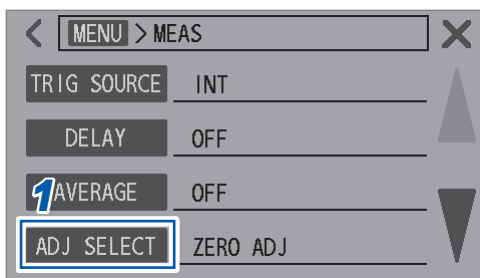 MENU > MEAS
TRIG SOURCE INT
DELAY OFF
1 AVERAGE OFF
ADJ SELECT ZERO ADJ